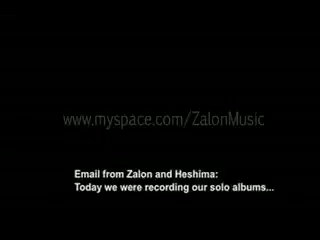 www.myspace.com/ZalonMusic
Email from Zalon and Heshima:
Today we were recording our solo albums...